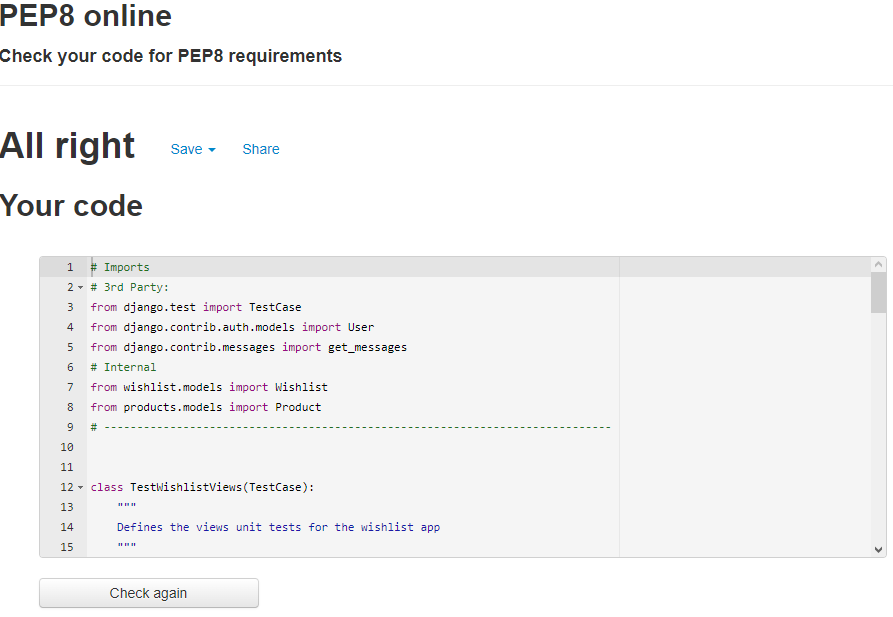 PEP8 online
Check your code for PEP8 requirements
All right Save Share
Your code
1 # Imports
2 # 3rd Party:
3 from django.test import TestCase
4 from django.contrib.auth.models import User
5 from django.contrib.messages import get_messages
6 # Internal
7 from wishlist.models import Wishlist
8 from products.models import Product
9 # -----------------------------------------------------------------------------
10
11
12 class TestWishlistViews(TestCase):
13 """
14 Defines the views unit tests for the wishlist app
15 """
Check again